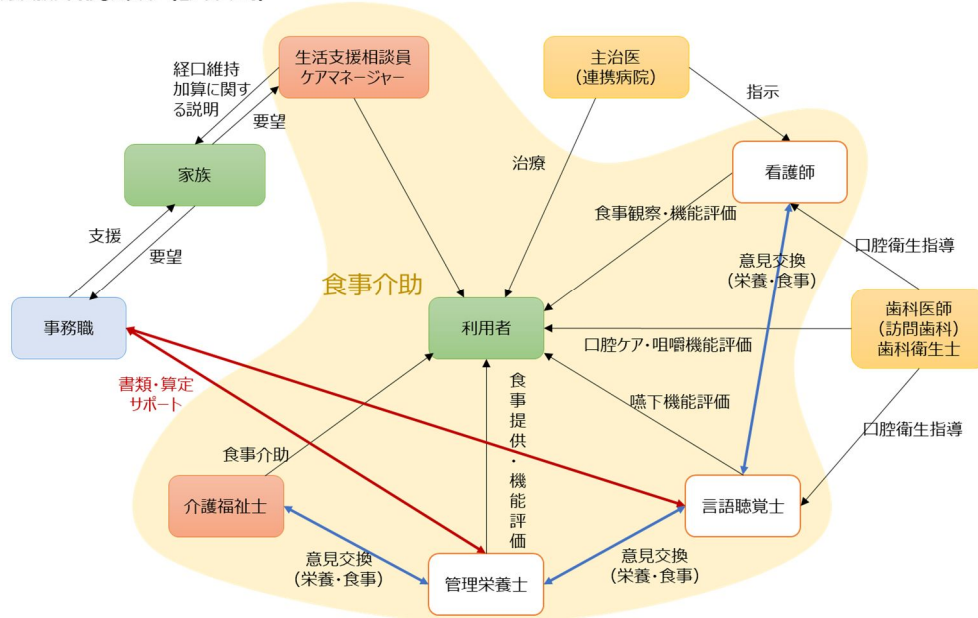 生活支援相談員
ケアマネージャー
主治医
（連携病院）
経口維持
加算に関す
る説明
要望
指示
家族
治療
看護師
食事観察・機能評価
支援
要望
口腔衛生指導
意見交換
（栄養・食事）
食事介助
事務職
利用者
歯科医師
（訪問歯科）
歯科衛生士
口腔ケア・咀嚼機能評価
書類・算定
サポート
食事提供・機能評価
嚥下機能評価
口腔衛生指導
食事介助
介護福祉士
言語聴覚士
意見交換
（栄養・食事）
管理栄養士
意見交換
（栄養・食事）